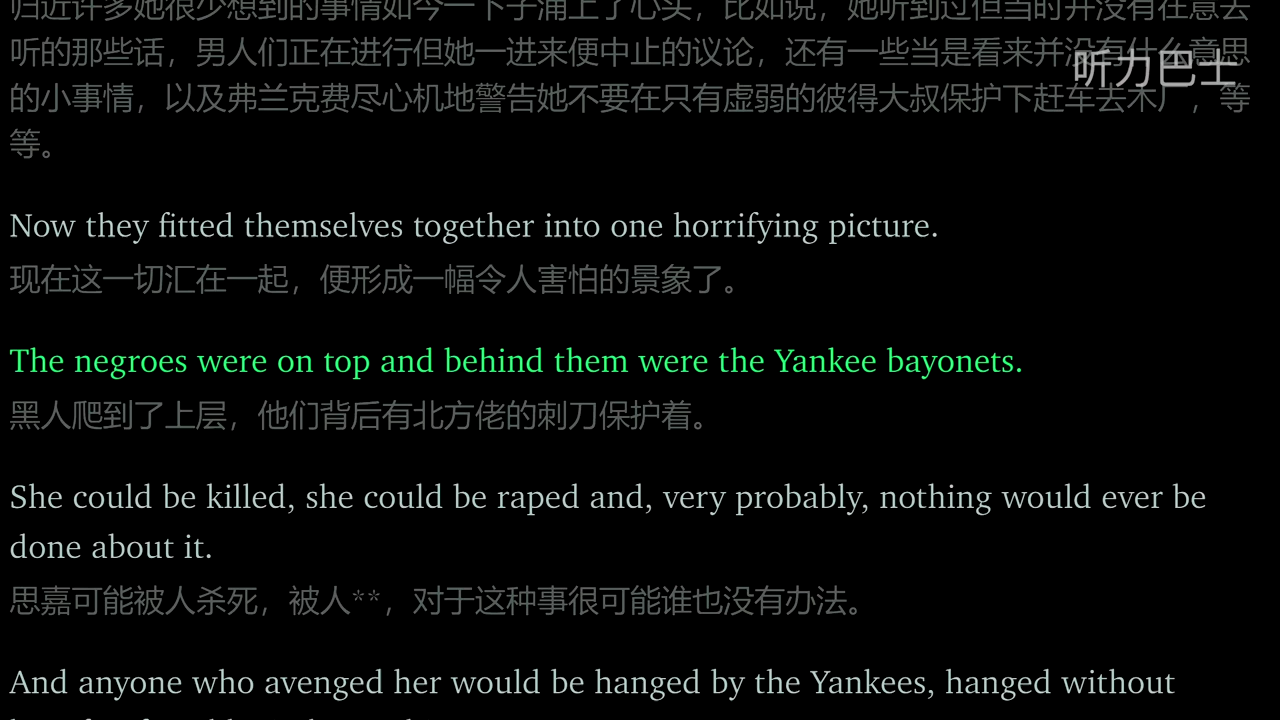 归近许多她很少想到的事情如今一下子涌上了心头，比如说，她听到过但当时并没有在意去
听的那些话，男人们正在进行但她一进来便中止的议论，还有一些当是看来并没有什么意思
听力巴士
的小事情，以及弗兰克费尽心机地警告她不要在只有虚弱的彼得大叔保护下赶车去木厂，等
等。
Now they fitted themselves together into one horrifying picture.
现在这一切汇在一起，便形成一幅令人害怕的景象了。
The negroes were on top and behind them were the Yankee bayonets.
黑人爬到了上层，他们背后有北方佬的刺刀保护着。
She could be killed, she could be raped and, very probably, nothing would ever be
done about it.
思嘉可能被人杀死，被人**，对于这种事很可能谁也没有办法。
And anyone who avenged her would be hanged by the Yankees, hanged without